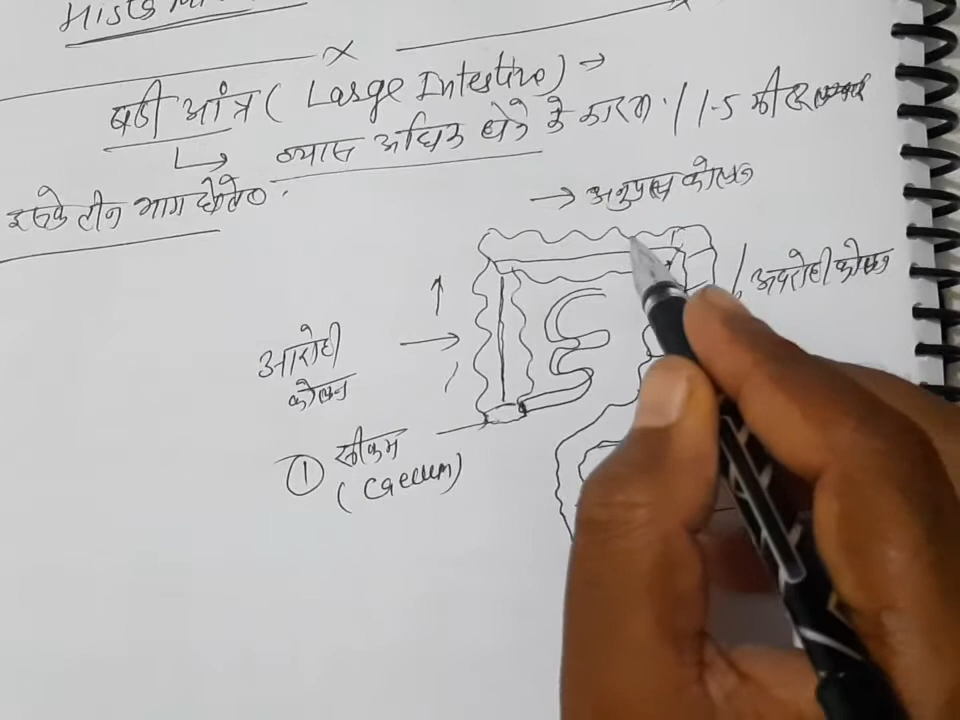 बडी आंत्र ( Large Intestine ) →
व्यास अधिक होने के कारण / 1.5 मीटर
इसके तीन भाग होते है
→ अनुप्रस्थ कोलन
अवरोही कोलन
आरोही
कोलन
① सीकम
( Caecum )